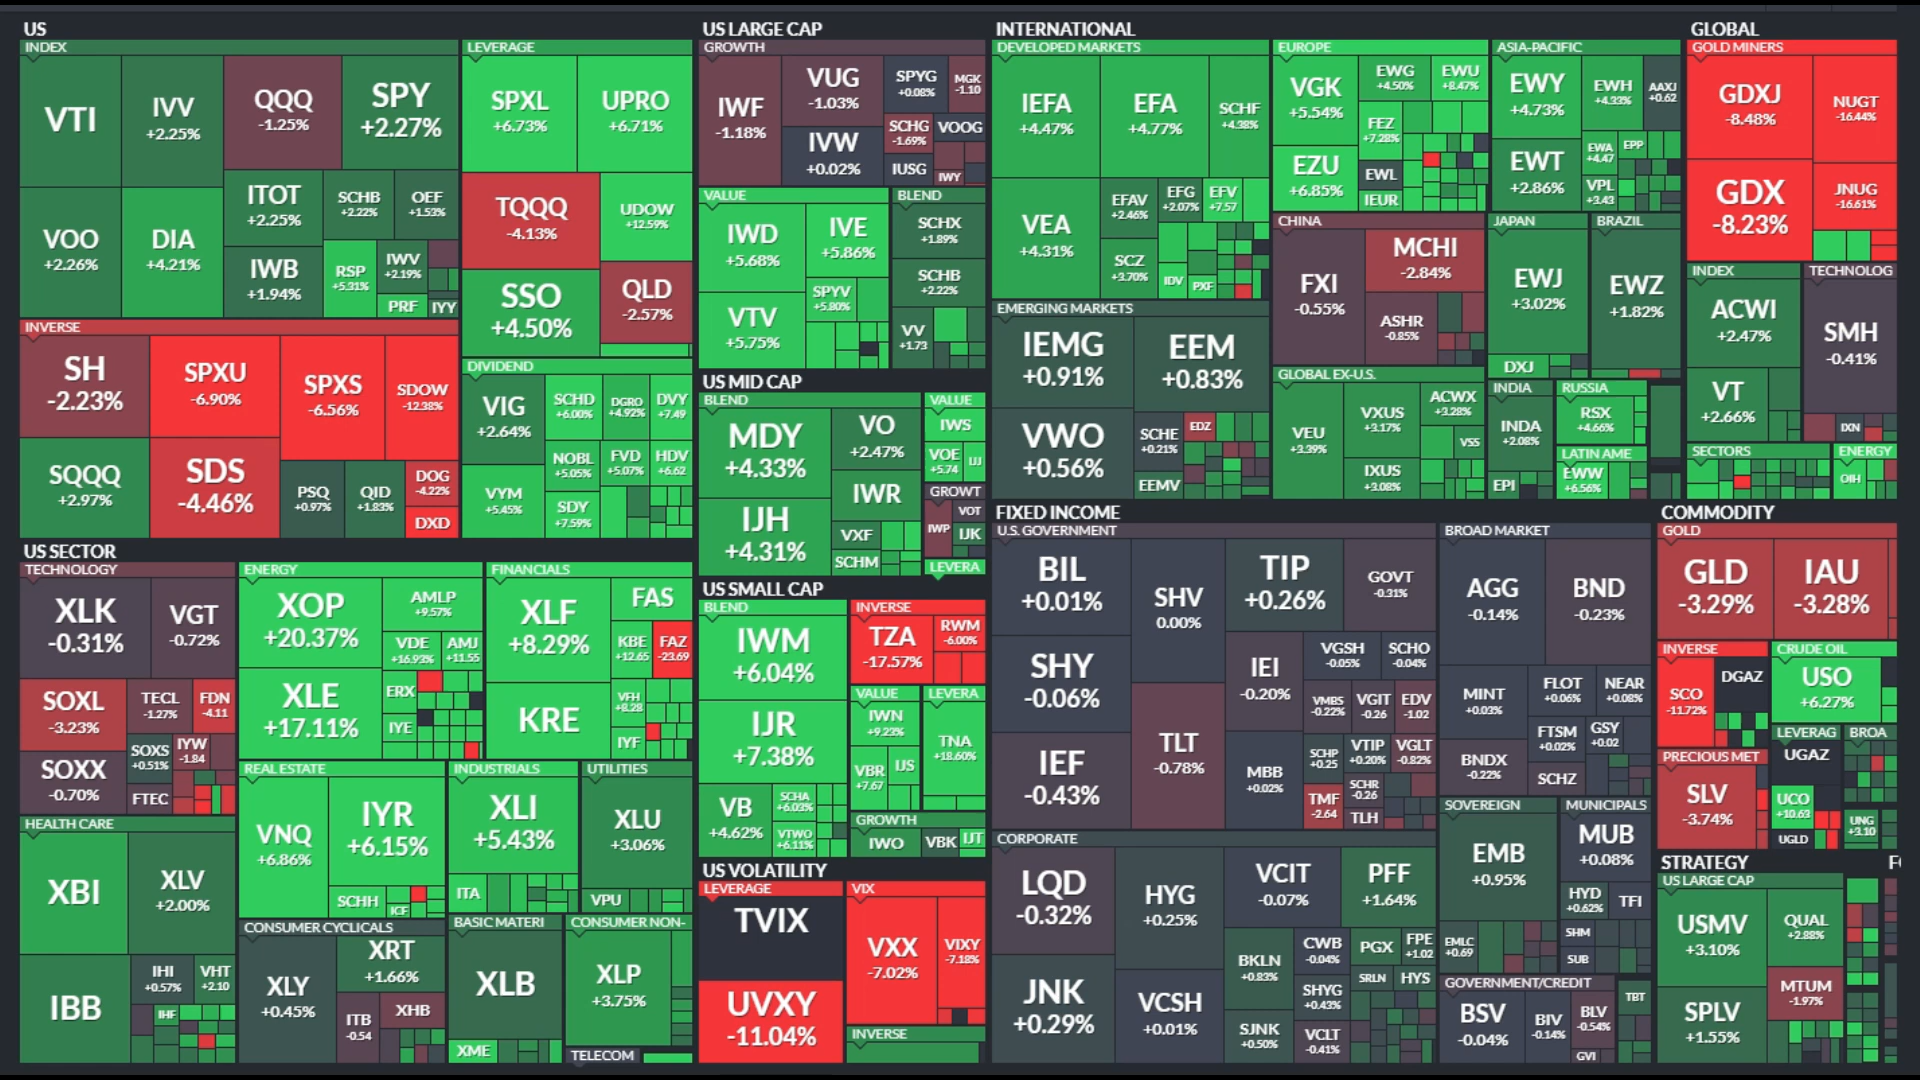 US
INDEX
VTI
IVV
+2.25%
QQQ
-1.25%
SPY
+2.27%
VOO
+2.26%
DIA
+4.21%
ITOT
+2.25%
SCHB
+2.22%
OEF
+1.53%
IWB
+1.94%
RSP
+5.31%
IWV
+2.19%
PRF
IYY
LEVERAGE
SPXL
+6.73%
UPRO
+6.71%
TQQQ
-4.13%
UDOW
+12.59%
SSO
+4.50%
QLD
-2.57%
INVERSE
SH
-2.23%
SPXU
-6.90%
SPXS
-6.56%
SDOW
-12.38%
SQQQ
+2.97%
SDS
-4.46%
PSQ
+0.97%
QID
+1.83%
DOG
-4.22%
DXD
DIVIDEND
VIG
+2.64%
SCHD
+6.00%
DGRO
+4.92%
DVY
+7.49
VYM
+5.45%
NOBL
+5.05%
FVD
+5.07%
HDV
+6.62
SDY
+7.59%
US SECTOR
TECHNOLOGY
XLK
-0.31%
VGT
-0.72%
SOXL
-3.23%
TECL
-1.27%
FDN
-4.11
SOXX
-0.70%
SOXS
+0.51%
IYW
-1.84
FTEC
ENERGY
XOP
+20.37%
AMLP
+9.57%
VDE
+16.93%
AMJ
+11.55
XLE
+17.11%
ERX
IYE
FINANCIALS
XLF
+8.29%
FAS
KBE
+12.65
FAZ
-23.69
KRE
VFH
+8.28
IYF
HEALTH CARE
XBI
XLV
+2.00%
IBB
IHI
+0.57%
VHT
+2.10
IHF
REAL ESTATE
VNQ
+6.86%
IYR
+6.15%
SCHH
ICF
INDUSTRIALS
XLI
+5.43%
ITA
UTILITIES
XLU
+3.06%
VPU
CONSUMER CYCLICALS
XLY
+0.45%
XRT
+1.66%
ITB
-0.54
XHB
BASIC MATERI
XLB
XME
CONSUMER NON-
XLP
+3.75%
TELECOM
US LARGE CAP
GROWTH
IWF
-1.18%
VUG
-1.03%
SPYG
+0.08%
MGK
-1.10
IVW
+0.02%
SCHG
-1.69%
VOOG
IUSG
IWY
VALUE
IWD
+5.68%
IVE
+5.86%
VTV
+5.75%
SPYV
+5.80%
BLEND
SCHX
+1.89%
SCHB
+2.22%
VV
+1.73
US MID CAP
BLEND
MDY
+4.33%
VO
+2.47%
IJH
+4.31%
IWR
VXF
SCHM
VALUE
IWS
VOE
+5.74
IJJ
GROWT
IWP
VOT
IJK
LEVERA
US SMALL CAP
BLEND
IWM
+6.04%
IJR
+7.38%
VB
+4.62%
SCHA
+6.03%
VTWO
+6.11%
INVERSE
TZA
-17.57%
RWM
-6.00%
VALUE
IWN
+9.23%
VBR
+7.67
IJS
LEVERA
TNA
+18.60%
GROWTH
IWO
VBK
IJT
US VOLATILITY
LEVERAGE
TVIX
UVXY
-11.04%
VIX
VXX
-7.02%
VIXY
-7.18%
INVERSE
INTERNATIONAL
DEVELOPED MARKETS
IEFA
+4.47%
EFA
+4.77%
SCHF
+4.38%
VEA
+4.31%
EFAV
+2.46%
EFG
+2.07%
EFV
+7.57
SCZ
+3.70%
IDV
PXF
EMERGING MARKETS
IEMG
+0.91%
EEM
+0.83%
VWO
+0.56%
SCHE
+0.21%
EDZ
EEMV
EUROPE
VGK
+5.54%
EWG
+4.50%
EWU
+8.47%
FEZ
+7.28%
EZU
+6.85%
EWL
IEUR
ASIA-PACIFIC
EWY
+4.73%
EWH
+4.33%
AAXJ
+0.62
EWT
+2.86%
EWA
+4.47
EPP
VPL
+3.43
CHINA
FXI
-0.55%
MCHI
-2.84%
ASHR
-0.85%
JAPAN
EWJ
+3.02%
DXJ
BRAZIL
EWZ
+1.82%
GLOBAL EX-U.S.
VEU
+3.39%
VXUS
+3.17%
ACWX
+3.28%
IXUS
+3.08%
VSS
INDIA
INDA
+2.08%
EPI
RUSSIA
RSX
+4.66%
LATIN AME
EWW
+6.56%
GLOBAL
GOLD MINERS
GDXJ
-8.48%
NUGT
-16.44%
GDX
-8.23%
JNUG
-16.61%
INDEX
ACWI
+2.47%
VT
+2.66%
TECHNOLOG
SMH
-0.41%
IXN
SECTORS
ENERGY
OIH
FIXED INCOME
U.S. GOVERNMENT
BIL
+0.01%
SHV
0.00%
TIP
+0.26%
GOVT
-0.31%
SHY
-0.06%
IEI
-0.20%
VGSH
-0.05%
SCHO
-0.04%
VMBS
-0.22%
VGIT
-0.26
EDV
-1.02
IEF
-0.43%
TLT
-0.78%
MBB
+0.02%
SCHP
+0.25
VTIP
+0.20%
VGLT
-0.82%
TMF
-2.64
SCHR
-0.26
TLH
BROAD MARKET
AGG
-0.14%
BND
-0.23%
MINT
+0.03%
FLOT
+0.06%
NEAR
+0.08%
FTSM
+0.02%
GSY
+0.02
BNDX
-0.22%
SCHZ
CORPORATE
LQD
-0.32%
HYG
+0.25%
VCIT
-0.07%
PFF
+1.64%
JNK
+0.29%
VCSH
+0.01%
BKLN
+0.83%
CWB
-0.04%
PGX
FPE
+1.02
SRLN
HYS
SHYG
+0.43%
SJNK
+0.50%
VCLT
-0.41%
SOVEREIGN
EMB
+0.95%
EMLC
+0.69
MUNICIPALS
MUB
+0.08%
HYD
+0.62%
TFI
SHM
SUB
GOVERNMENT/CREDIT
BSV
-0.04%
BIV
-0.14%
BLV
-0.54%
GVI
TBT
COMMODITY
GOLD
GLD
-3.29%
IAU
-3.28%
INVERSE
SCO
-11.72%
DGAZ
CRUDE OIL
USO
+6.27%
PRECIOUS MET
SLV
-3.74%
LEVERAG
UGAZ
UCO
+10.63
UGLD
BROA
UNG
+3.10
STRATEGY
US LARGE CAP
USMV
+3.10%
QUAL
+2.88%
SPLV
+1.55%
MTUM
-1.97%